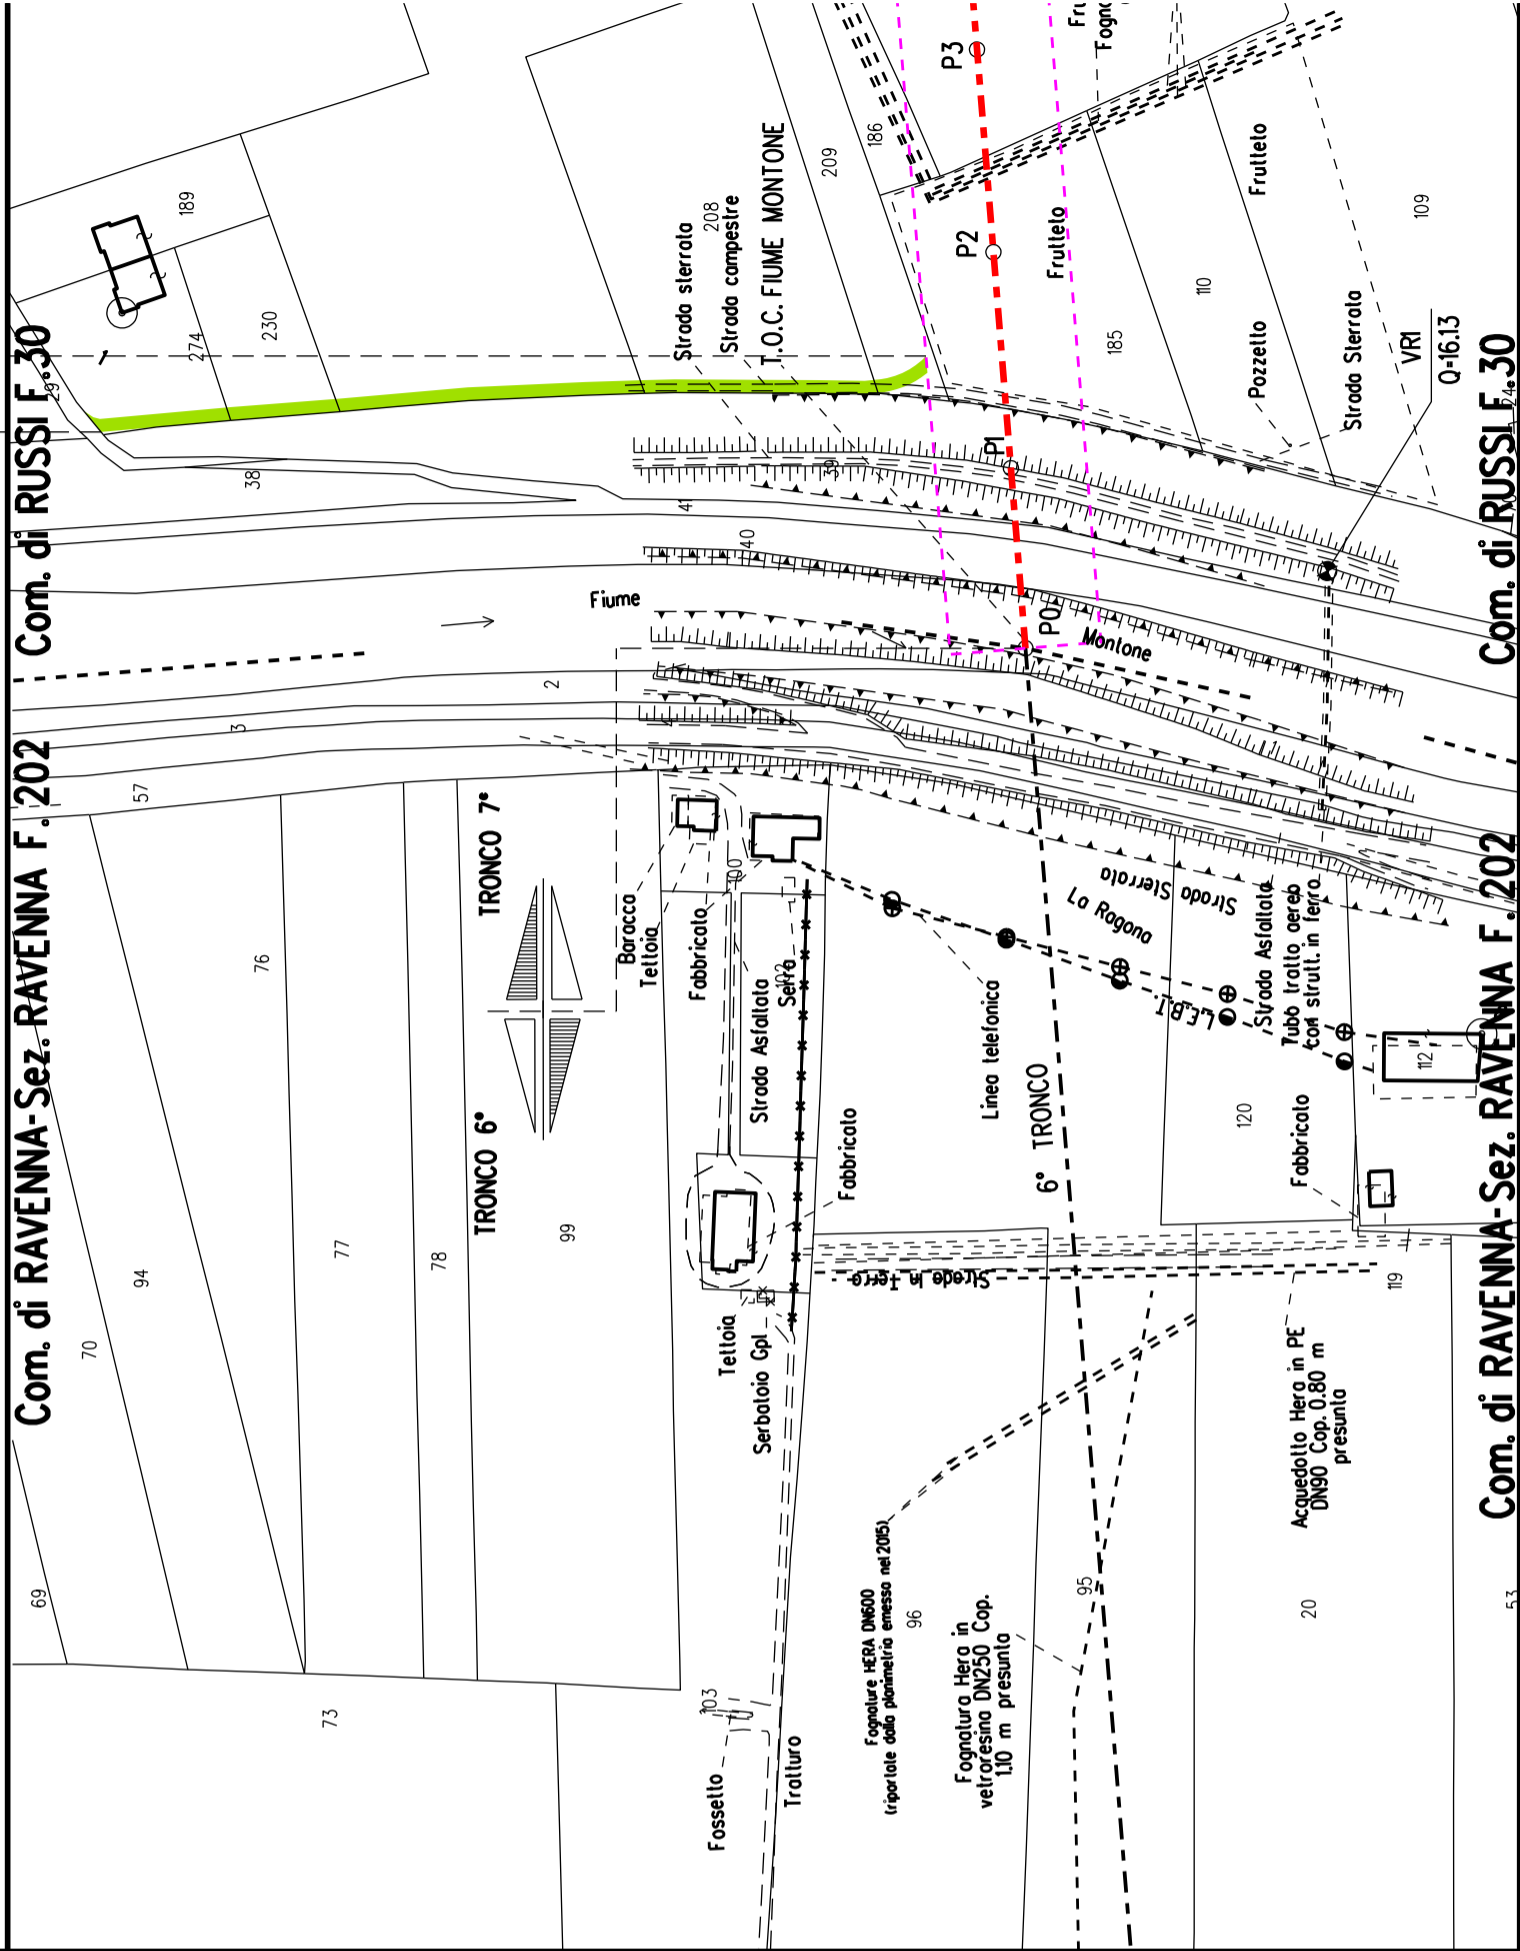 Com. di RAVENNA-Sez. RAVENNA F. 202
Com. di RUSSI F.30
189
274
230
29
38
57
3
2
41
40
39
Fiume
Montone
Strada sterrata
208
Strada campestre
T.O.C. FIUME MONTONE
209
186
P3
P2
P1
P0
Frutteto
Frutteto
185
110
109
Pozzetto
Strada Sterrata
VR1
Q=16.13
TRONCO 7°
TRONCO 6°
76
94
70
69
77
78
99
73
Baracca
Tettoia
Fabbricato
100
Strada Asfaltata
102
Serra
Fabbricato
Tettoia
Serbatoio Gpl
103
Fossetto
Tratturo
Linea telefonica
La Ragona
Strada Sterrata
L.E.B.T.
Strada Asfaltata
Tubo tratto aereo
con strutt. in ferro
6° TRONCO
112
120
Fabbricato
119
Strada in terra
Acquedotto Hera in PE
DN90 Cop. 0.80 m
presunta
Fognature HERA DN600
(riportate dalla planimetria emessa nel 2015)
96
Fognatura Hera in
vetroresina DN250 Cop.
1.10 m presunta
95
20
53
Com. di RAVENNA-Sez. RAVENNA F. 202
Com. di RUSSI F.30